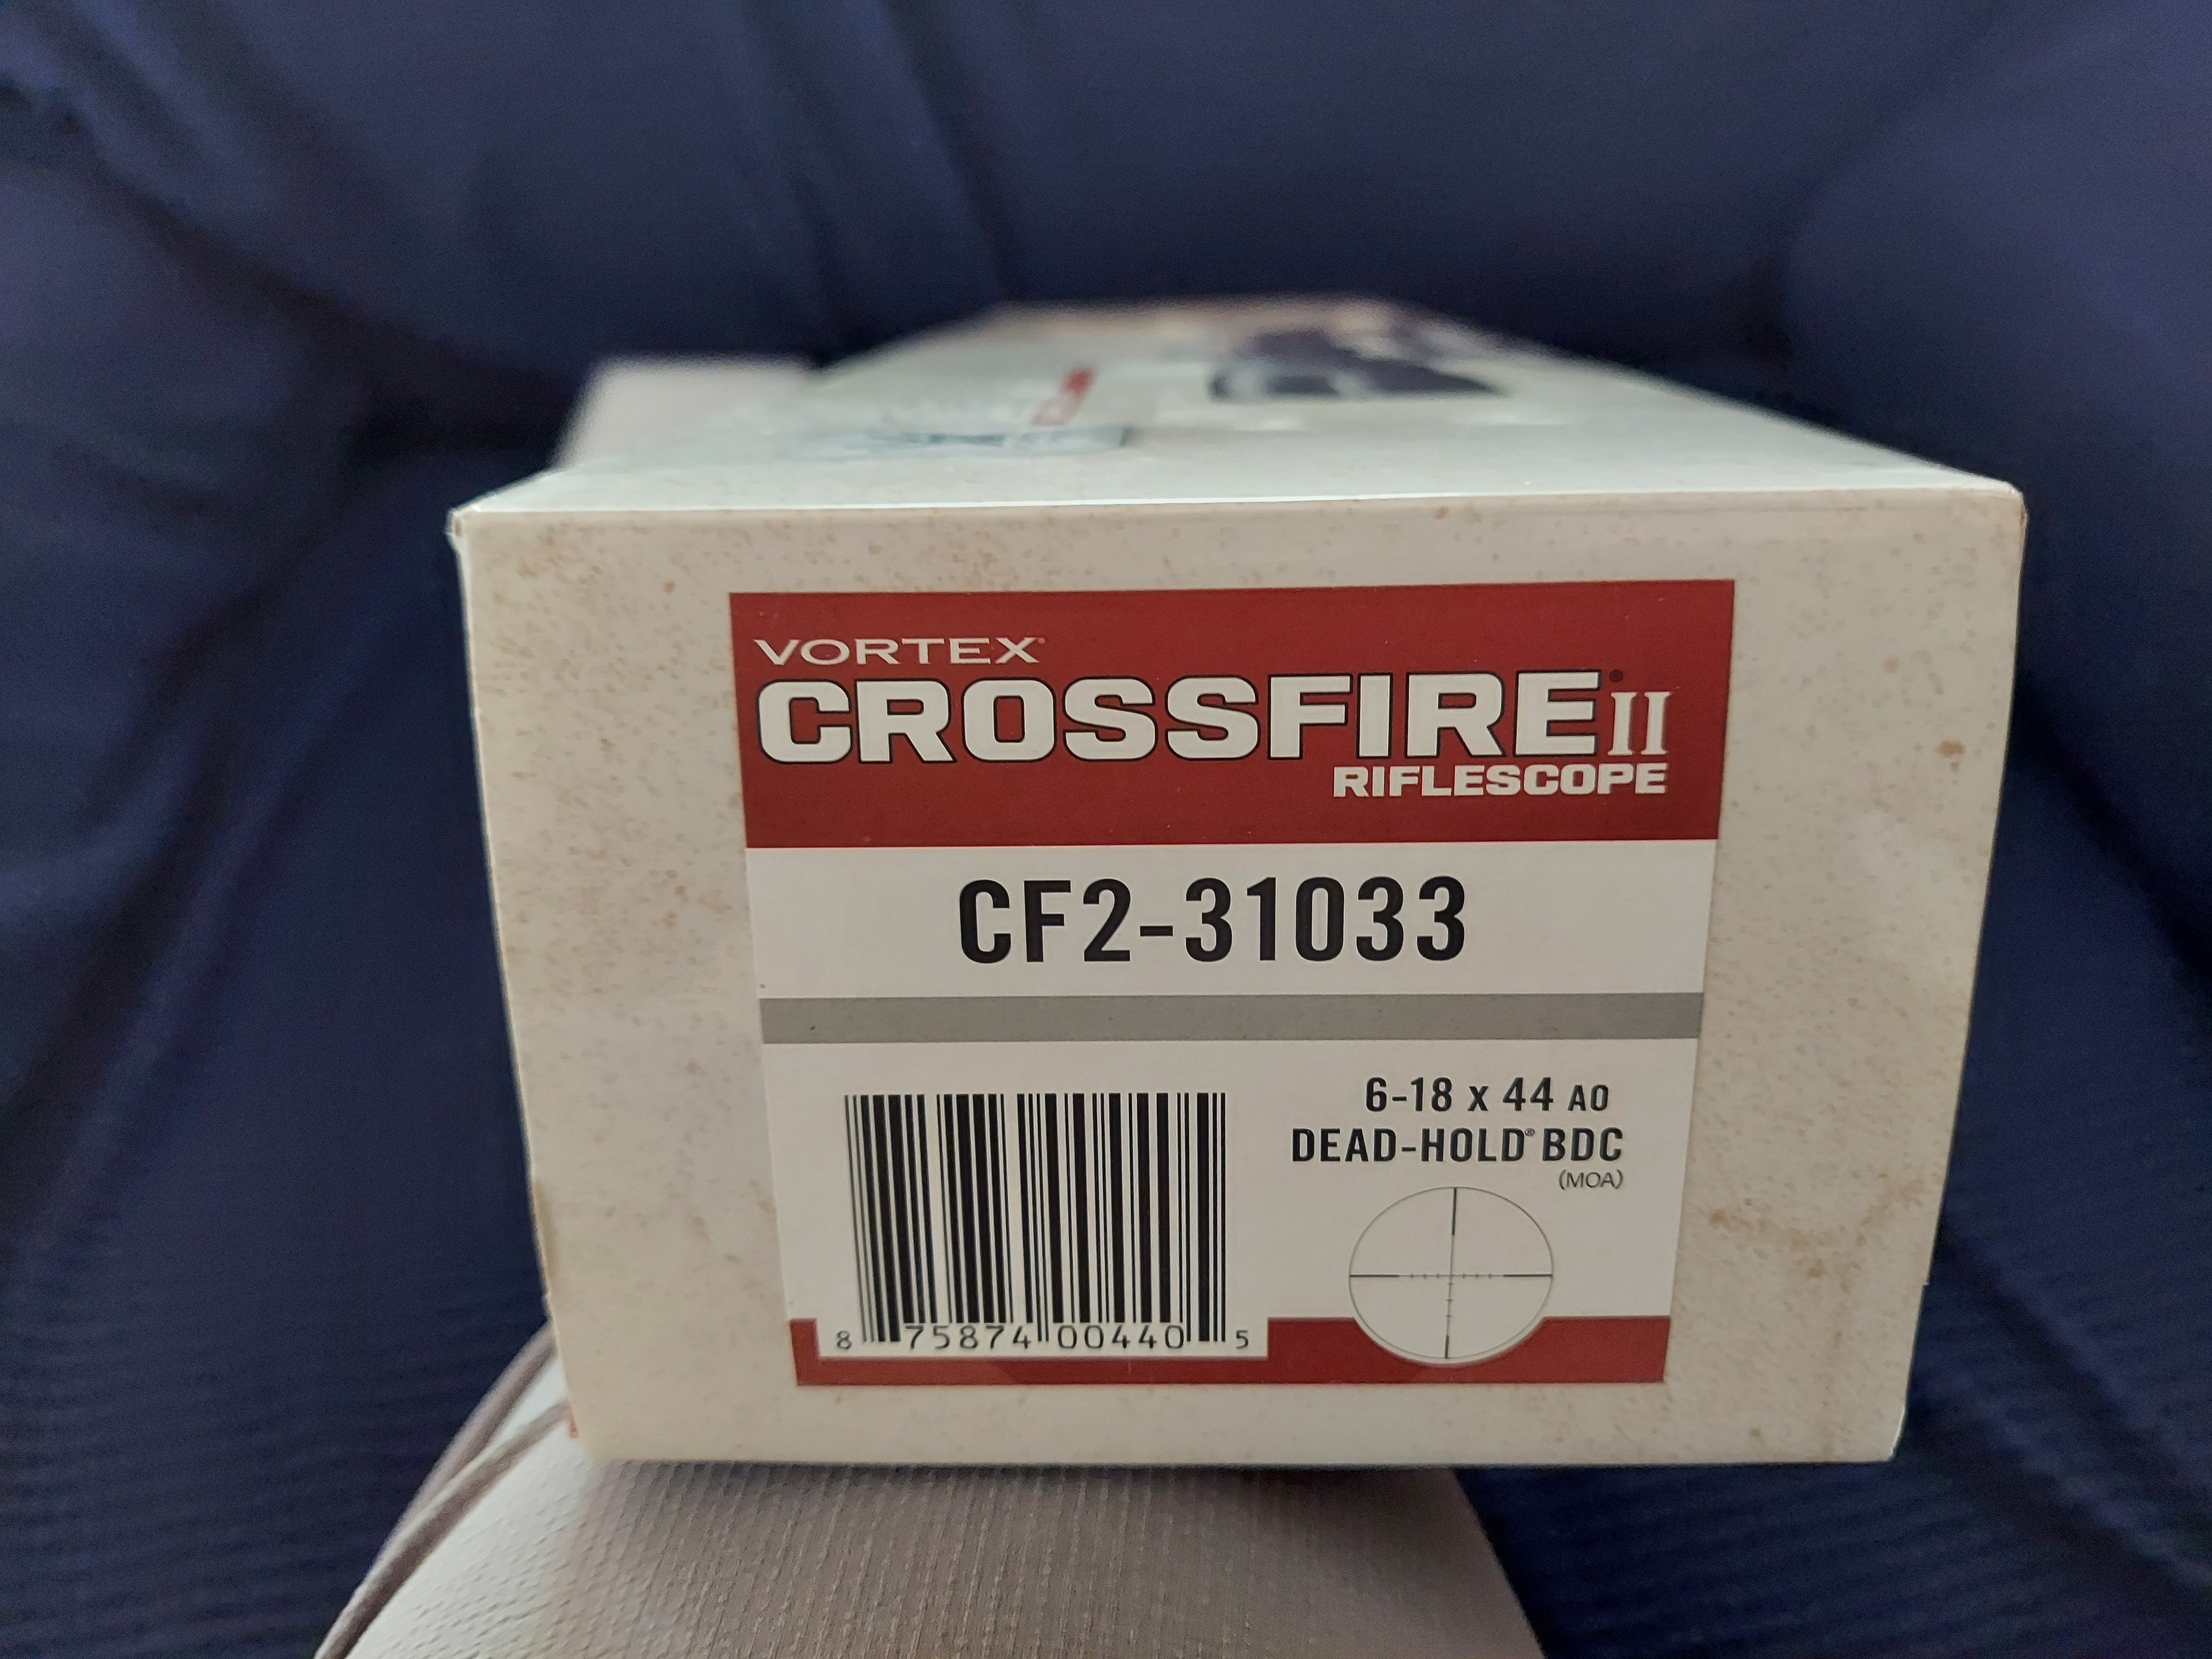 VORTEX®
CROSSFIRE® II
RIFLESCOPE
CF2-31033
6-18 x 44 AO
DEAD-HOLD® BDC
(MOA)
8 75874 00440 5